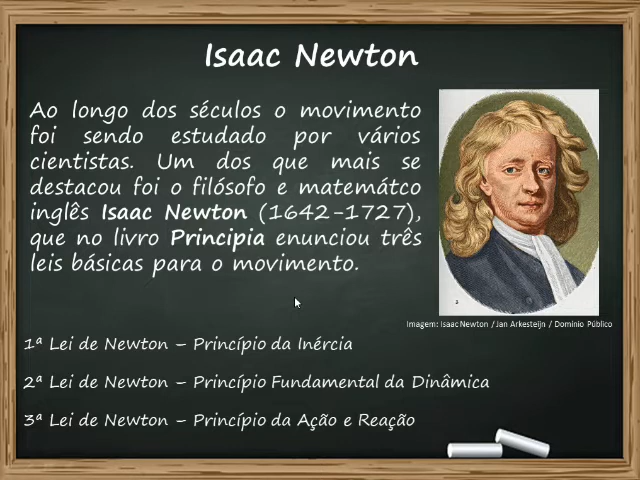 Isaac Newton
Ao longo dos séculos o movimento
foi sendo estudado por vários
cientistas. Um dos que mais se
destacou foi o filósofo e matemátco
inglês Isaac Newton (1642-1727),
que no livro Principia enunciou três
leis básicas para o movimento.
Imagem: Isaac Newton / Jan Arkesteijn / Domínio Público
1ª Lei de Newton – Princípio da Inércia
2ª Lei de Newton – Princípio Fundamental da Dinâmica
3ª Lei de Newton – Princípio da Ação e Reação